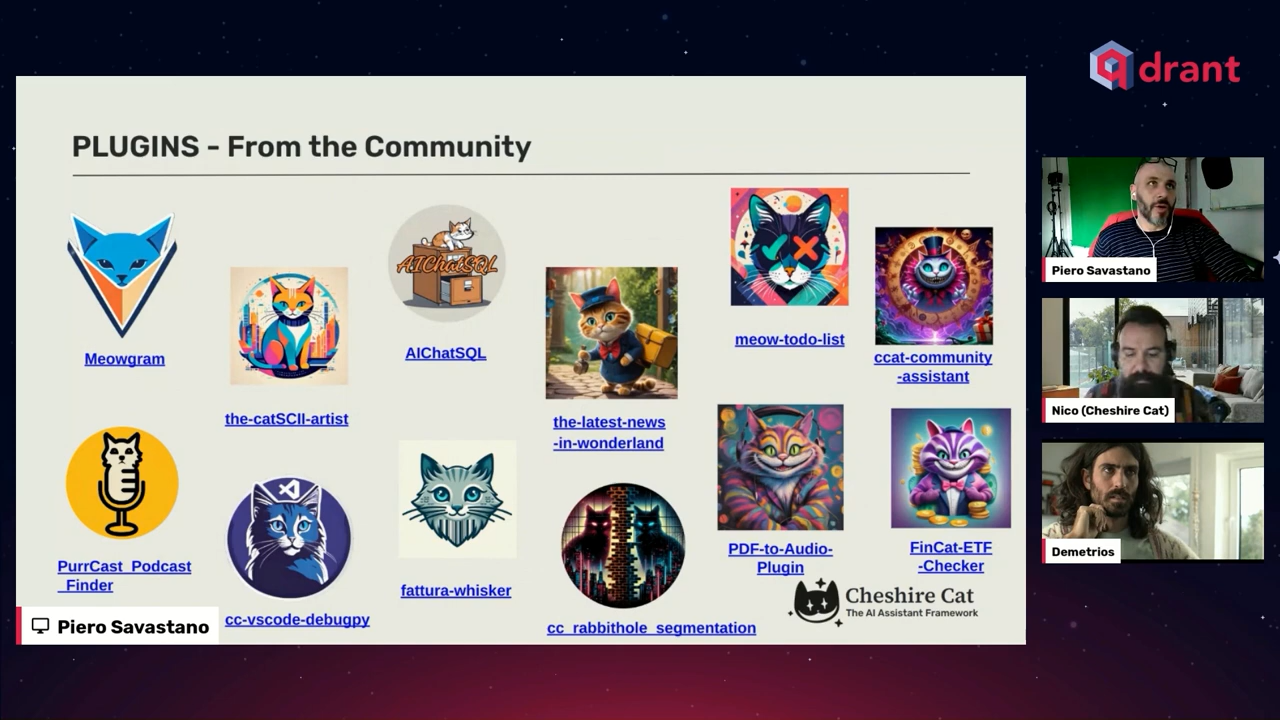 qdrant
PLUGINS - From the Community
Meowgram
the-catSCII-artist
AIChatSQL
AIChatSQL
the-latest-news
-in-wonderland
meow-todo-list
ccat-community
-assistant
PurrCast_Podcast
_Finder
cc-vscode-debugpy
fattura-whisker
cc_rabbithole_segmentation
PDF-to-Audio-
Plugin
FinCat-ETF
-Checker
Cheshire Cat
The AI Assistant Framework
Piero Savastano
Piero Savastano
Nico (Cheshire Cat)
Demetrios